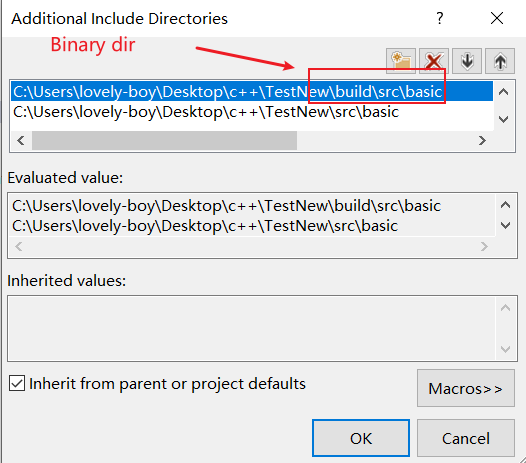 Additional Include Directories
Binary dir
C:\Users\lovely-boy\Desktop\c++\TestNew\build\src\basic
C:\Users\lovely-boy\Desktop\c++\TestNew\src\basic
Evaluated value:
C:\Users\lovely-boy\Desktop\c++\TestNew\build\src\basic
C:\Users\lovely-boy\Desktop\c++\TestNew\src\basic
Inherited values:
Inherit from parent or project defaults
Macros>>
OK
Cancel